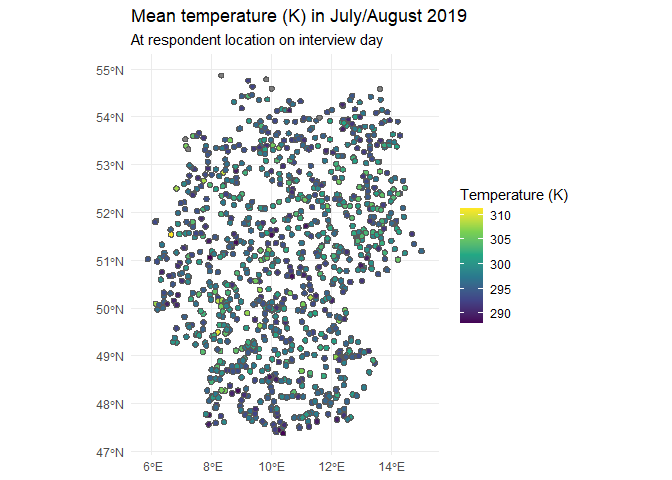 Mean temperature (K) in July/August 2019
At respondent location on interview day
55°N
54°N
53°N
52°N
51°N
50°N
49°N
48°N
47°N
6°E 8°E 10°E 12°E 14°E
Temperature (K)
310
305
300
295
290